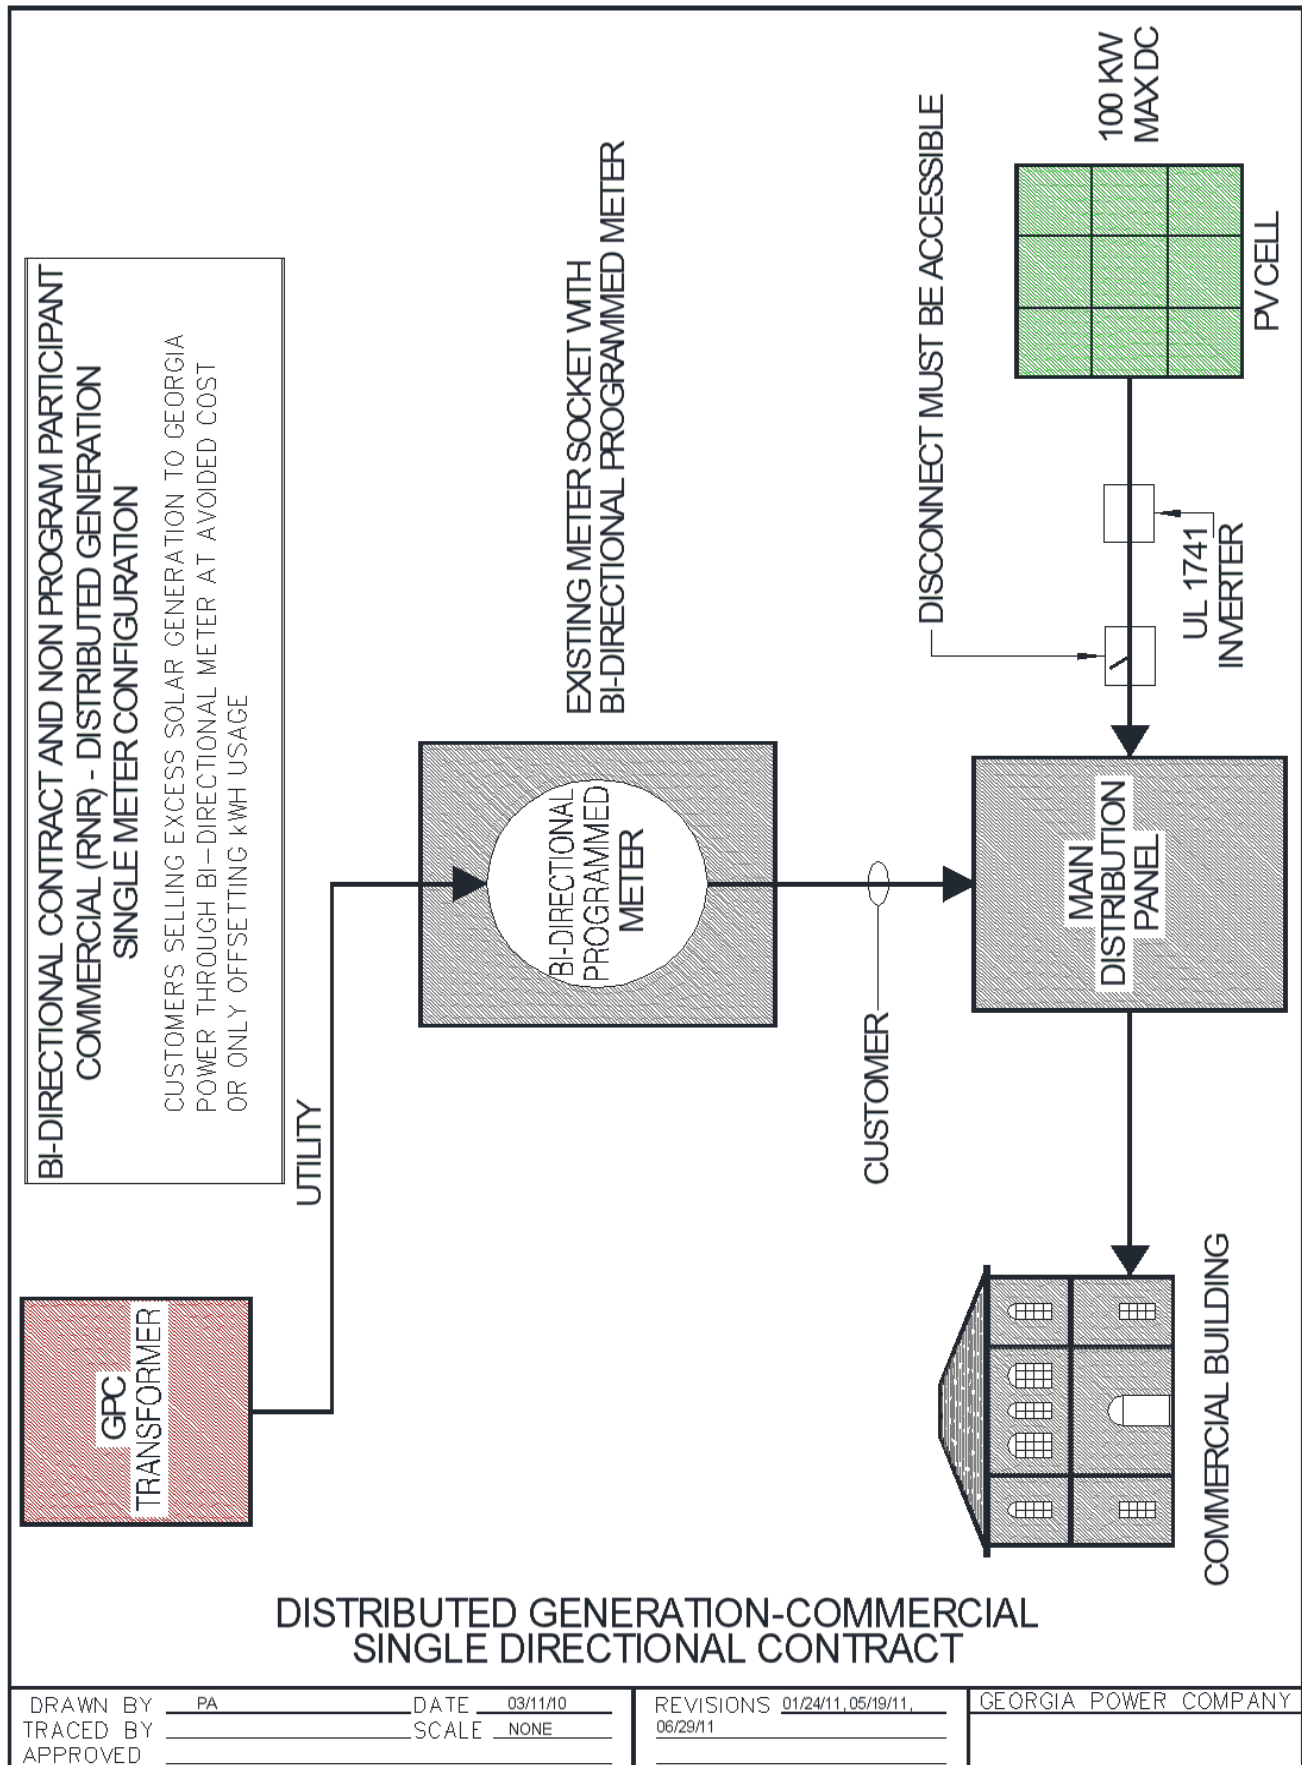 BI-DIRECTIONAL CONTRACT AND NON PROGRAM PARTICIPANT
COMMERCIAL (RNR) - DISTRIBUTED GENERATION
SINGLE METER CONFIGURATION
CUSTOMERS SELLING EXCESS SOLAR GENERATION TO GEORGIA
POWER THROUGH BI-DIRECTIONAL METER AT AVOIDED COST
OR ONLY OFFSETTING kWH USAGE
GPC
TRANSFORMER
UTILITY
BI-DIRECTIONAL
PROGRAMMED
METER
EXISTING METER SOCKET WITH
BI-DIRECTIONAL PROGRAMMED METER
CUSTOMER
DISCONNECT MUST BE ACCESSIBLE
MAIN
DISTRIBUTION
PANEL
UL 1741
INVERTER
100 KW
MAX DC
PV CELL
COMMERCIAL BUILDING
DISTRIBUTED GENERATION-COMMERCIAL
SINGLE DIRECTIONAL CONTRACT
DRAWN BY PA DATE 03/11/10
TRACED BY SCALE NONE
APPROVED
REVISIONS 01/24/11, 05/19/11,
06/29/11
GEORGIA POWER COMPANY